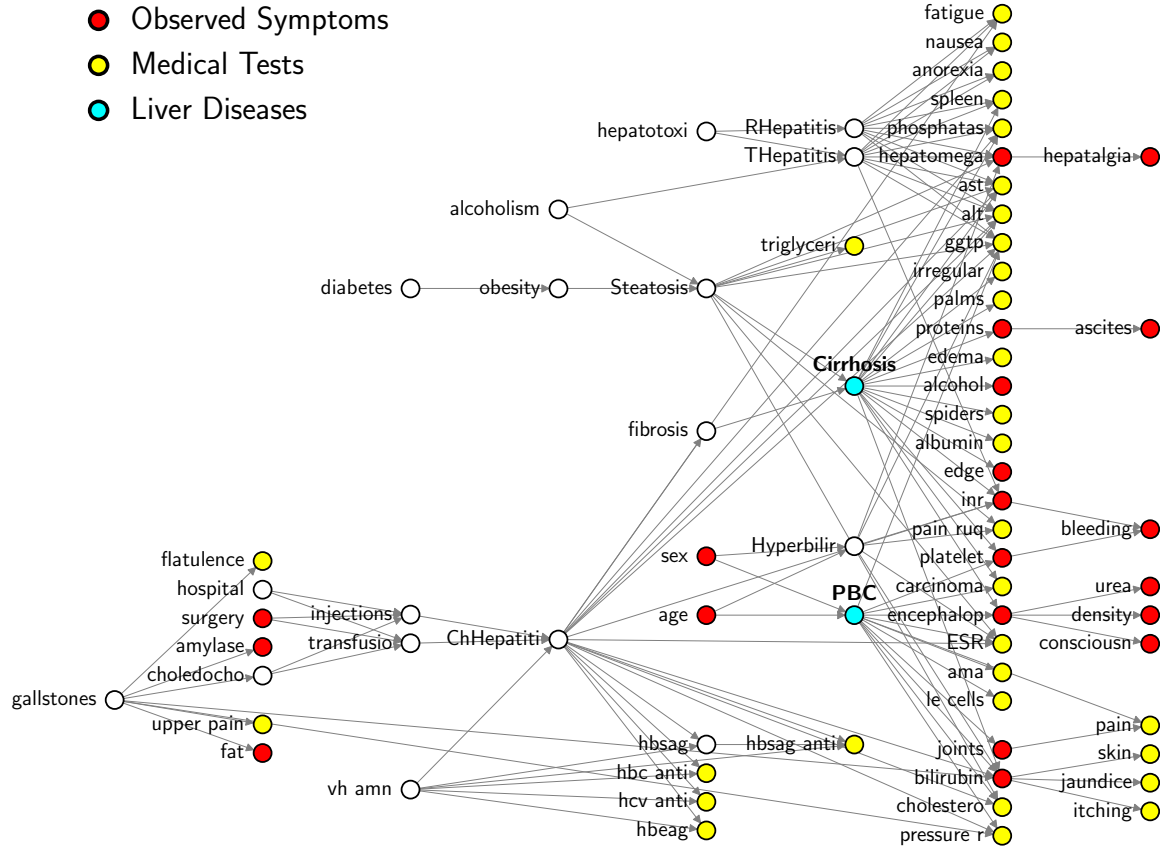 Observed Symptoms
Medical Tests
Liver Diseases
fatigue
nausea
anorexia
spleen
hepatotoxi
RHepatitis
phosphatas
THepatitis
hepatomega
hepatalgia
ast
alcoholism
alt
triglyceri
ggtp
irregular
diabetes
obesity
Steatosis
palms
proteins
ascites
edema
Cirrhosis
alcohol
spiders
fibrosis
albumin
edge
inr
pain ruq
bleeding
Hyperbilir
sex
platelet
flatulence
hospital
carcinoma
urea
PBC
injections
surgery
age
encephalop
density
transfusio
ChHepatiti
amylase
ESR
consciousn
choledocho
ama
gallstones
le cells
upper pain
pain
fat
hbsag
hbsag anti
joints
skin
hbc anti
bilirubin
jaundice
vh amn
hcv anti
cholestero
itching
hbeag
pressure r